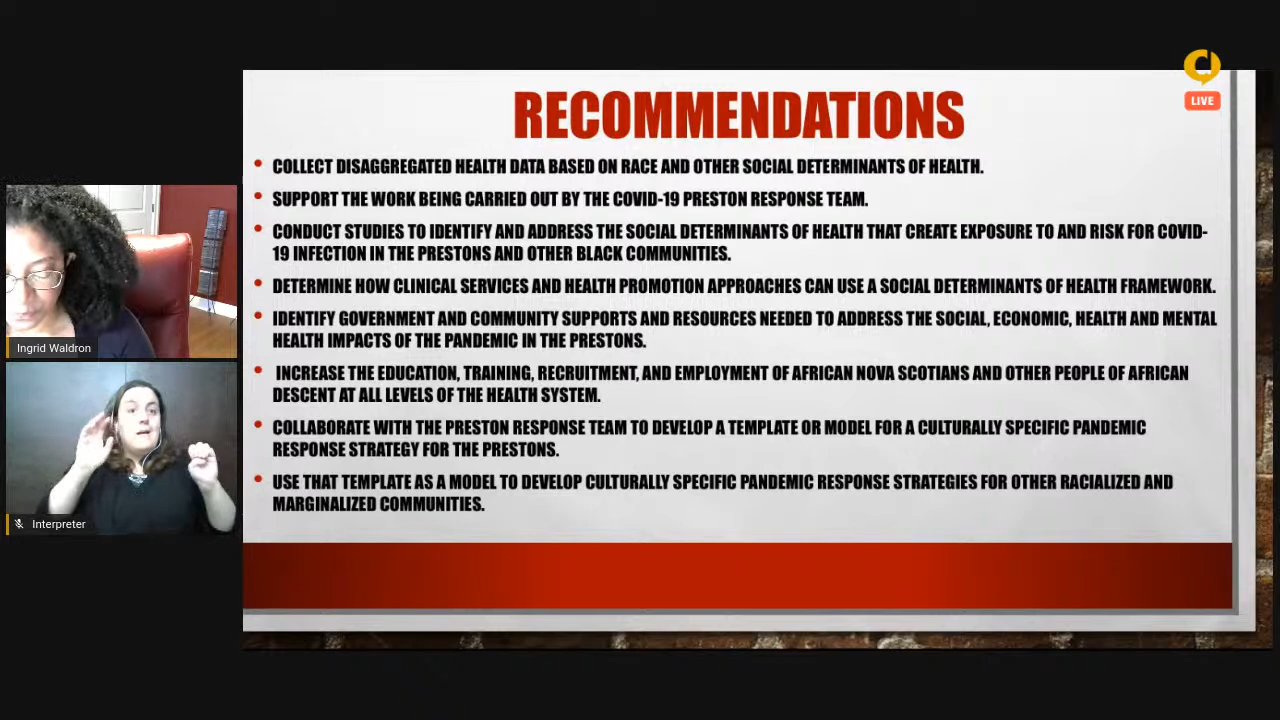 LIVE
RECOMMENDATIONS
• COLLECT DISAGGREGATED HEALTH DATA BASED ON RACE AND OTHER SOCIAL DETERMINANTS OF HEALTH.
• SUPPORT THE WORK BEING CARRIED OUT BY THE COVID-19 PRESTON RESPONSE TEAM.
• CONDUCT STUDIES TO IDENTIFY AND ADDRESS THE SOCIAL DETERMINANTS OF HEALTH THAT CREATE EXPOSURE TO AND RISK FOR COVID-
19 INFECTION IN THE PRESTONS AND OTHER BLACK COMMUNITIES.
• DETERMINE HOW CLINICAL SERVICES AND HEALTH PROMOTION APPROACHES CAN USE A SOCIAL DETERMINANTS OF HEALTH FRAMEWORK.
• IDENTIFY GOVERNMENT AND COMMUNITY SUPPORTS AND RESOURCES NEEDED TO ADDRESS THE SOCIAL, ECONOMIC, HEALTH AND MENTAL
HEALTH IMPACTS OF THE PANDEMIC IN THE PRESTONS.
• INCREASE THE EDUCATION, TRAINING, RECRUITMENT, AND EMPLOYMENT OF AFRICAN NOVA SCOTIANS AND OTHER PEOPLE OF AFRICAN
DESCENT AT ALL LEVELS OF THE HEALTH SYSTEM.
• COLLABORATE WITH THE PRESTON RESPONSE TEAM TO DEVELOP A TEMPLATE OR MODEL FOR A CULTURALLY SPECIFIC PANDEMIC
RESPONSE STRATEGY FOR THE PRESTONS.
• USE THAT TEMPLATE AS A MODEL TO DEVELOP CULTURALLY SPECIFIC PANDEMIC RESPONSE STRATEGIES FOR OTHER RACIALIZED AND
MARGINALIZED COMMUNITIES.
Ingrid Waldron
Interpreter